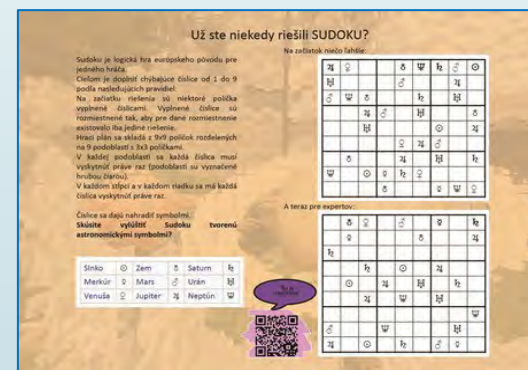 Už ste niekedy riešili SUDOKU?
Sudoku je logická hra európskeho pôvodu pre
jedného hráča.
Cieľom je doplniť chýbajúce číslice od 1 do 9
podľa nasledujúcich pravidiel:
Na začiatku riešenia sú niektoré políčka
vyplnené číslicami. Vyplnené číslice sú
rozmiestnené tak, aby pre dané rozmiestnenie
existovalo iba jediné riešenie.
Hrací plán sa skladá z 9x9 políčok rozdelených
na 9 podoblastí s 3x3 políčkami.
V každej podoblasti sa každá číslica musí
vyskytnúť práve raz (podoblasti sú vyznačené
hrubou čiarou).
V každom stĺpci a v každom riadku sa má každá
číslica vyskytnúť práve raz.
Číslice sa dajú nahradiť symbolmi.
Skúsite vylúštiť Sudoku tvorenú
astronomickými symbolmi?
Slnko ☉ Zem ♁ Saturn ♄
Merkúr ☿ Mars ♂ Urán ♅
Venuša ♀ Jupiter ♃ Neptún ♆
Na začiatok niečo ľahšie:
♃ ♀ ♁ ♆ ♄ ♂ ☉
♅ ♂ ♃
♂ ♆ ♁ ♄ ♅
♃ ♂ ♅ ♁
♅ ☉ ♃
♀ ♃ ♂
♁ ♃ ♅ ♄
♆ ☉ ☿ ♄ ♀
♁ ☿ ♆ ♀
A teraz pre expertov:
♁ ♀ ♂ ☿ ♄
☿ ♁ ♃
♄
♄ ☉ ♃
☉ ♃ ♅ ♄
♃ ♆ ♅
♆
♂ ♆ ♅
♃ ☉ ♄ ♂ ☿